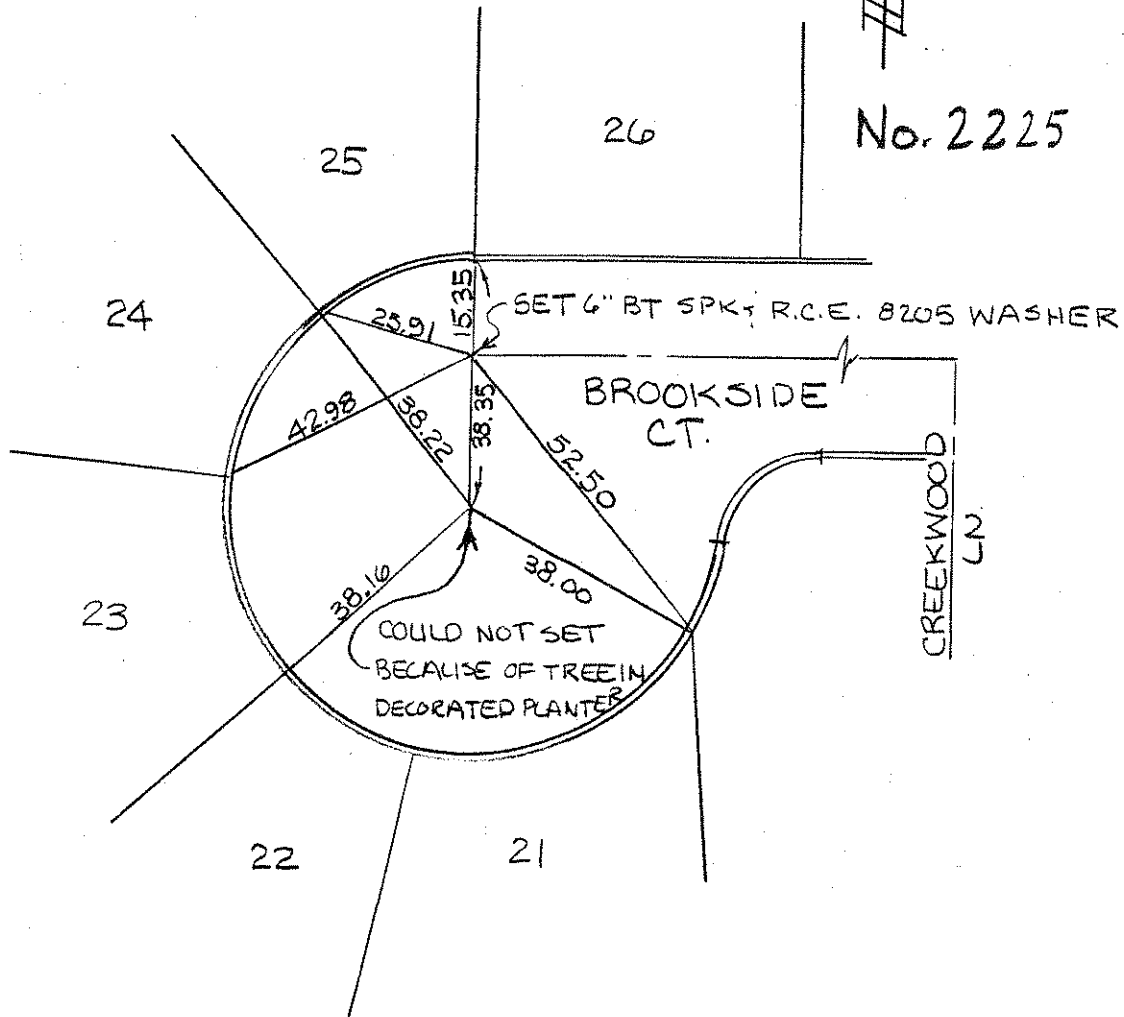 No. 2225
26
25
24
15.35
SET 6" BT SPK & R.C.E. 8205 WASHER
25.91
BROOKSIDE
CT.
42.98
38.22
38.35
52.50
CREEKWOOD
38.00
38.16
23
COULD NOT SET
BECAUSE OF TREE IN
DECORATED PLANTER
22
21